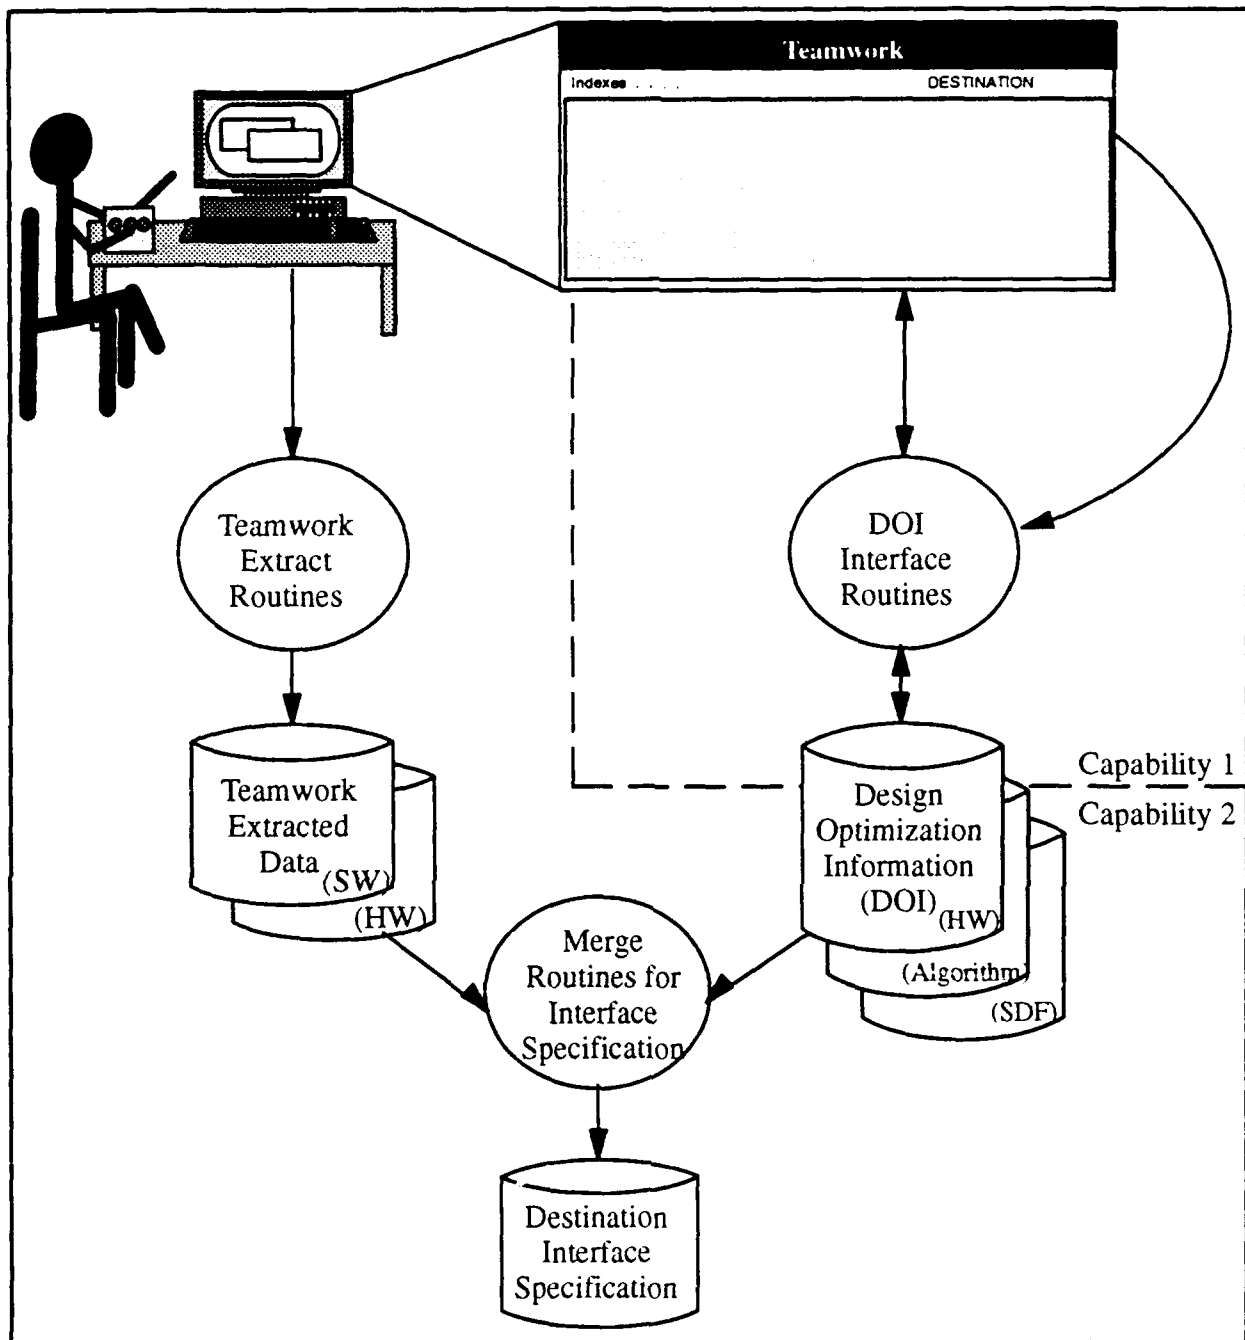 Teamwork
Indexes . . . .
DESTINATION
Teamwork
Extract
Routines
DOI
Interface
Routines
Capability 1
Capability 2
Teamwork
Extracted
Data
(SW)
(HW)
Design
Optimization
Information
(DOI)
(HW)
(Algorithm)
(SDF)
Merge
Routines for
Interface
Specification
Destination
Interface
Specification